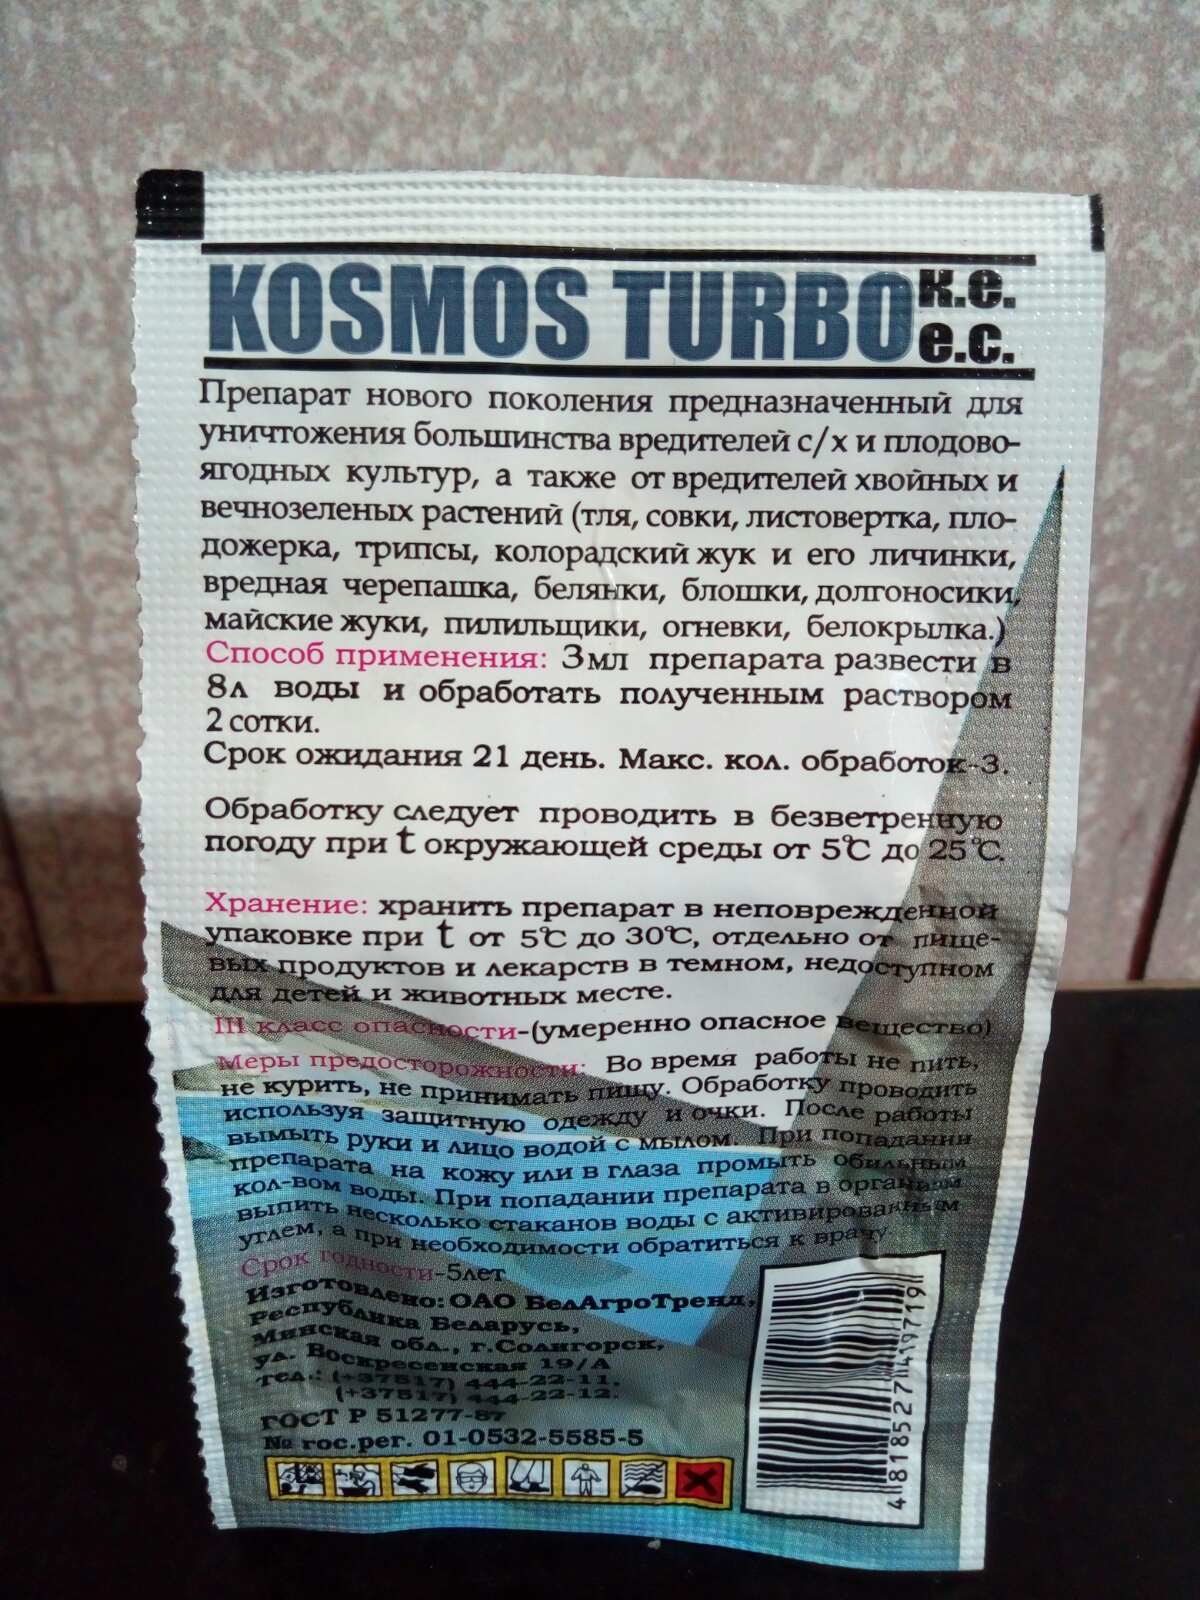 KOSMOS TURBO к.е.
е.с.
Препарат нового поколения предназначенный для
уничтожения большинства вредителей с/х и плодово-
ягодных культур, а также от вредителей хвойных и
вечнозеленых растений (тля, совки, листовертка, пло-
дожерка, трипсы, колорадский жук и его личинки,
вредная черепашка, белянки, блошки, долгоносики,
майские жуки, пилильщики, огневки, белокрылка.)
Способ применения: 3мл препарата развести в
8л воды и обработать полученным раствором
2 сотки.
Срок ожидания 21 день. Макс. кол. обработок-3.
Обработку следует проводить в безветренную
погоду при t окружающей среды от 5°С до 25°С.
Хранение: хранить препарат в неповрежденной
упаковке при t от 5°С до 30°С, отдельно от пище-
вых продуктов и лекарств в темном, недоступном
для детей и животных месте.
III класс опасности-(умеренно опасное вещество)
Меры предосторожности: Во время работы не пить,
не курить, не принимать пищу. Обработку проводить
используя защитную одежду и очки. После работы
вымыть руки и лицо водой с мылом. При попадании
препарата на кожу или в глаза промыть обильным
кол-вом воды. При попадании препарата в организм
выпить несколько стаканов воды с активированным
углем, а при необходимости обратиться к врачу.
Срок годности-5лет
Изготовлено: ОАО БелАгроТренд,
Республика Беларусь,
Минская обл., г.Солигорск,
ул. Воскресенская 19/А
тел.: (+37517) 444-22-11.
(+37517) 444-22-12.
ГОСТ Р 51277-87
№ гос.рег. 01-0532-5585-5
4 818527 419719